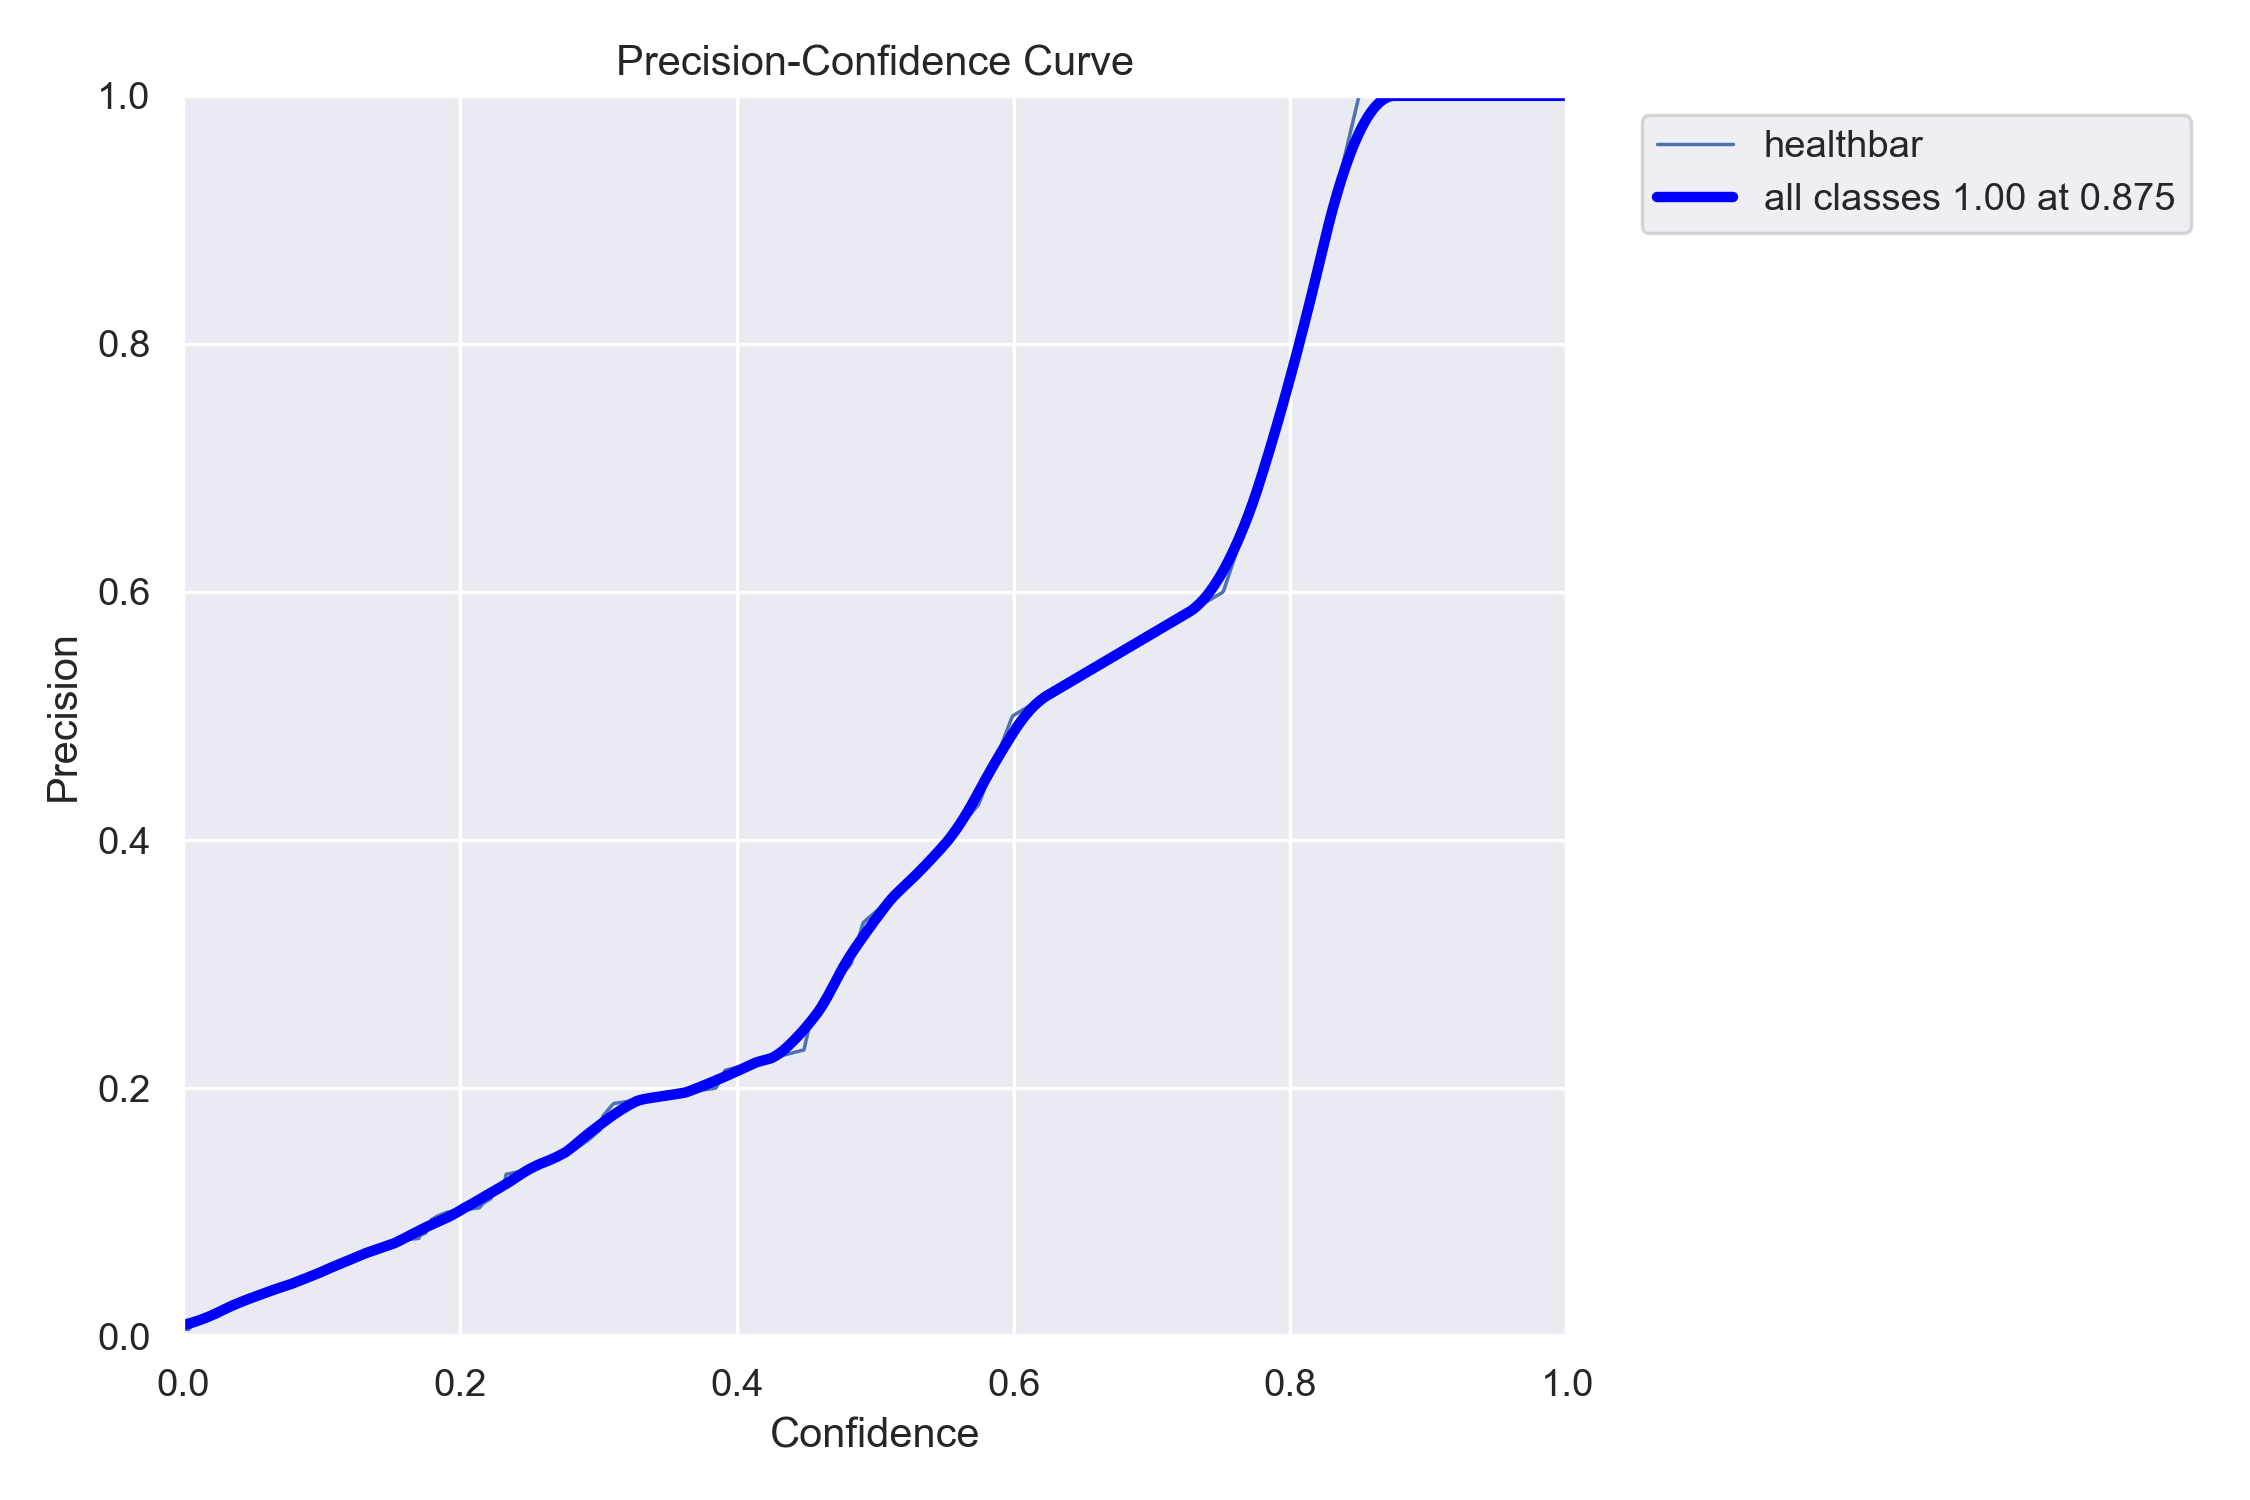 Precision-Confidence Curve
1.0
0.8
0.6
0.4
0.2
0.0
Precision
0.0 0.2 0.4 0.6 0.8 1.0
Confidence
healthbar
all classes 1.00 at 0.875